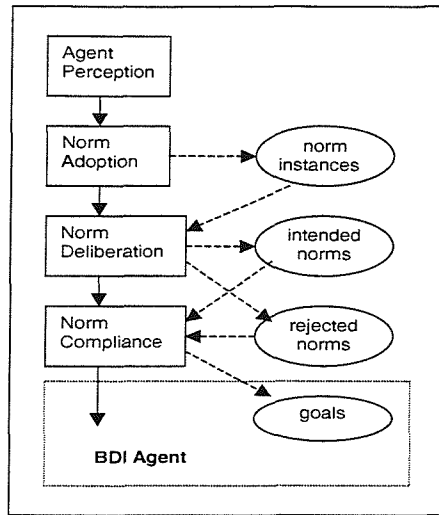 Agent
Perception
Norm
Adoption
norm
instances
Norm
Deliberation
intended
norms
Norm
Compliance
rejected
norms
goals
BDI Agent